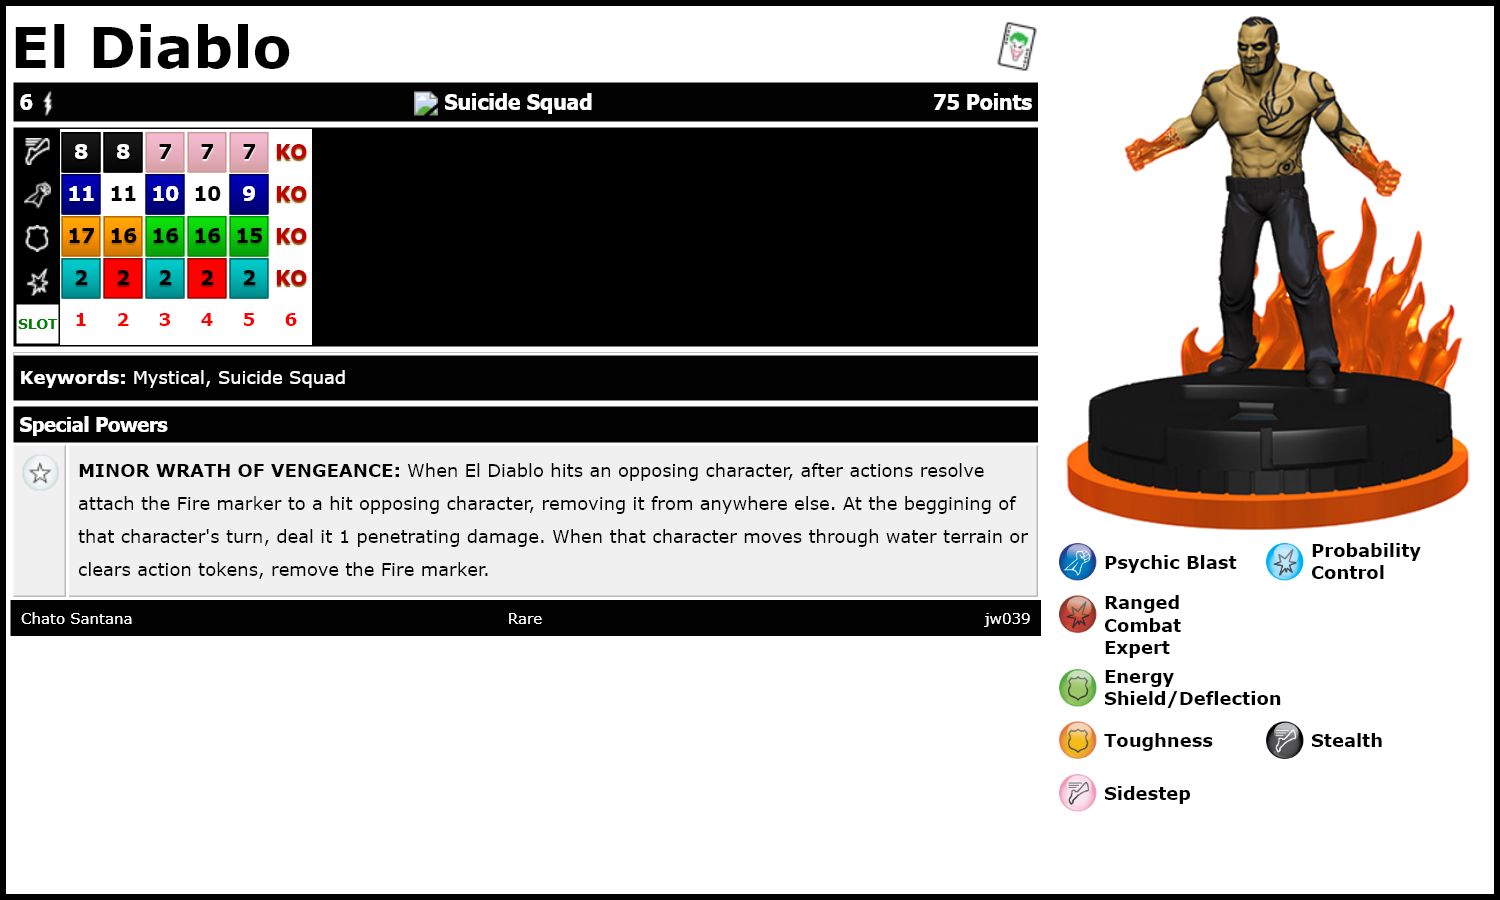 El Diablo
6 Suicide Squad 75 Points
8 8 7 7 7 KO
11 11 10 10 9 KO
17 16 16 16 15 KO
2 2 2 2 2 KO
SLOT 1 2 3 4 5 6
Keywords: Mystical, Suicide Squad
Special Powers
MINOR WRATH OF VENGEANCE: When El Diablo hits an opposing character, after actions resolve
attach the Fire marker to a hit opposing character, removing it from anywhere else. At the beggining of
that character's turn, deal it 1 penetrating damage. When that character moves through water terrain or
clears action tokens, remove the Fire marker.
Chato Santana Rare jw039
Psychic Blast
Probability
Control
Ranged
Combat
Expert
Energy
Shield/Deflection
Toughness
Stealth
Sidestep